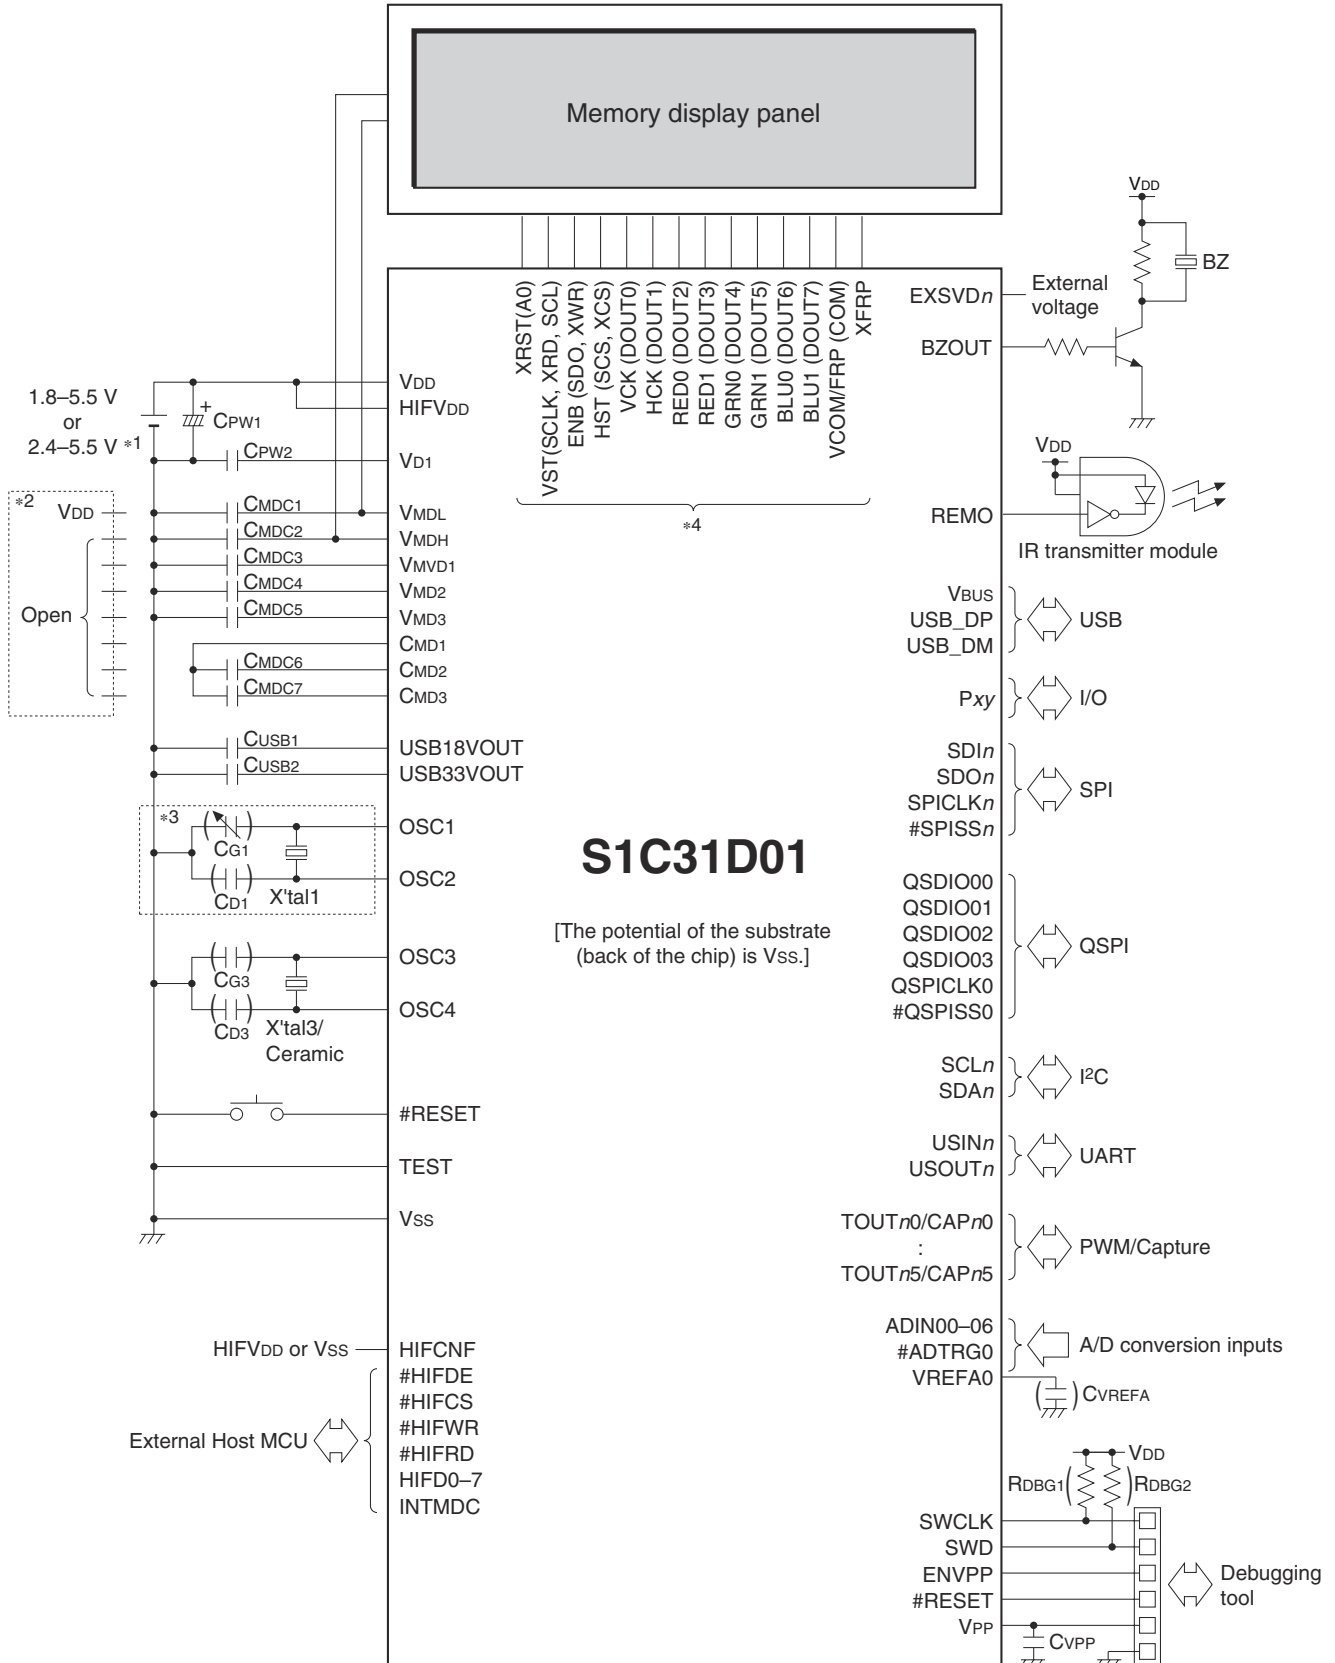 Memory display panel
XRST(A0)
VST(SCLK, XRD, SCL)
ENB (SDO, XWR)
HST (SCS, XCS)
VCK (DOUT0)
HCK (DOUT1)
RED0 (DOUT2)
RED1 (DOUT3)
GRN0 (DOUT4)
GRN1 (DOUT5)
BLU0 (DOUT6)
BLU1 (DOUT7)
VCOM/FRP (COM)
XFRP
*4
1.8–5.5 V
or
2.4–5.5 V *1
+
CPW1
CPW2
*2
VDD
Open
CMDC1
CMDC2
CMDC3
CMDC4
CMDC5
CMDC6
CMDC7
CUSB1
CUSB2
*3
CG1
CD1
X'tal1
CG3
CD3
X'tal3/
Ceramic
HIFVDD or VSS
External Host MCU
VDD
HIFVDD
VD1
VMDL
VMDH
VMVD1
VMD2
VMD3
CMD1
CMD2
CMD3
USB18VOUT
USB33VOUT
OSC1
OSC2
OSC3
OSC4
#RESET
TEST
VSS
HIFCNF
#HIFDE
#HIFCS
#HIFWR
#HIFRD
HIFD0–7
INTMDC
S1C31D01
[The potential of the substrate
(back of the chip) is VSS.]
VDD
BZ
EXSVDn
External
voltage
BZOUT
VDD
REMO
IR transmitter module
VBUS
USB_DP
USB_DM
USB
Pxy
I/O
SDIn
SDOn
SPICLKn
#SPISSn
SPI
QSDIO00
QSDIO01
QSDIO02
QSDIO03
QSPICLK0
#QSPISS0
QSPI
SCLn
SDAn
I2C
USINn
USOUTn
UART
TOUTn0/CAPn0
:
TOUTn5/CAPn5
PWM/Capture
ADIN00–06
#ADTRG0
A/D conversion inputs
VREFA0
CVREFA
VDD
RDBG1
RDBG2
SWCLK
SWD
ENVPP
#RESET
VPP
CVPP
Debugging
tool